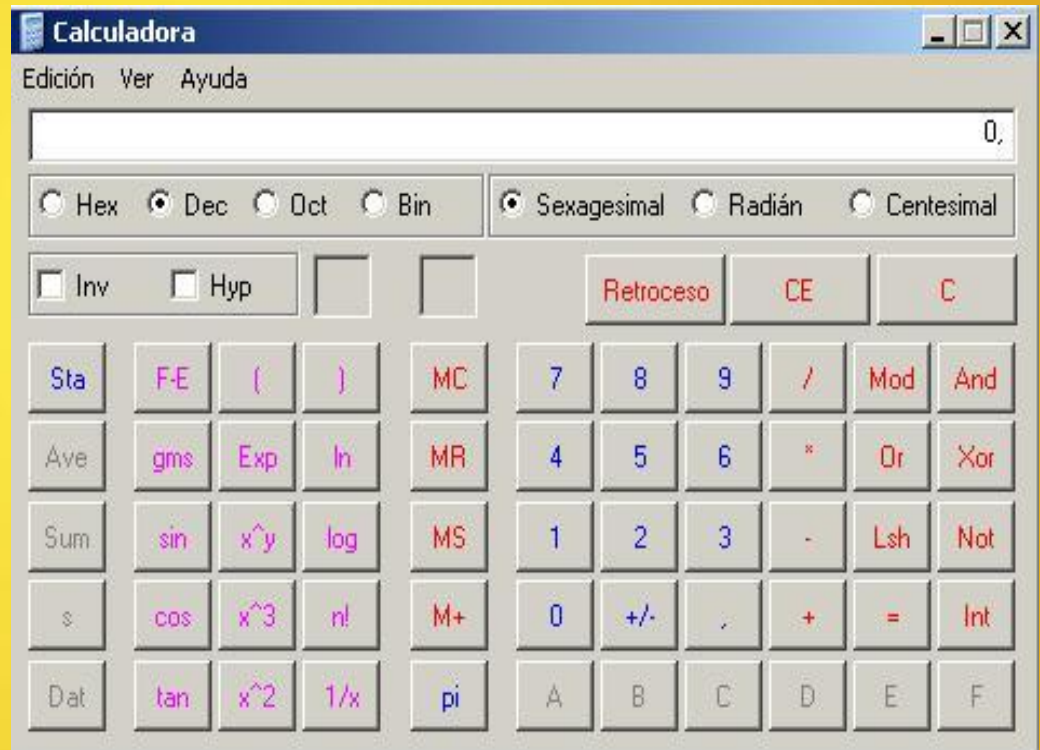 Calculadora
Edición Ver Ayuda
0,
Hex Dec Oct Bin Sexagesimal Radián Centesimal
Inv Hyp Retroceso CE C
Sta F-E ( ) MC 7 8 9 / Mod And
Ave gms Exp ln MR 4 5 6 * Or Xor
Sum sin x^y log MS 1 2 3 - Lsh Not
s cos x^3 n! M+ 0 +/- , + = Int
Dat tan x^2 1/x pi A B C D E F